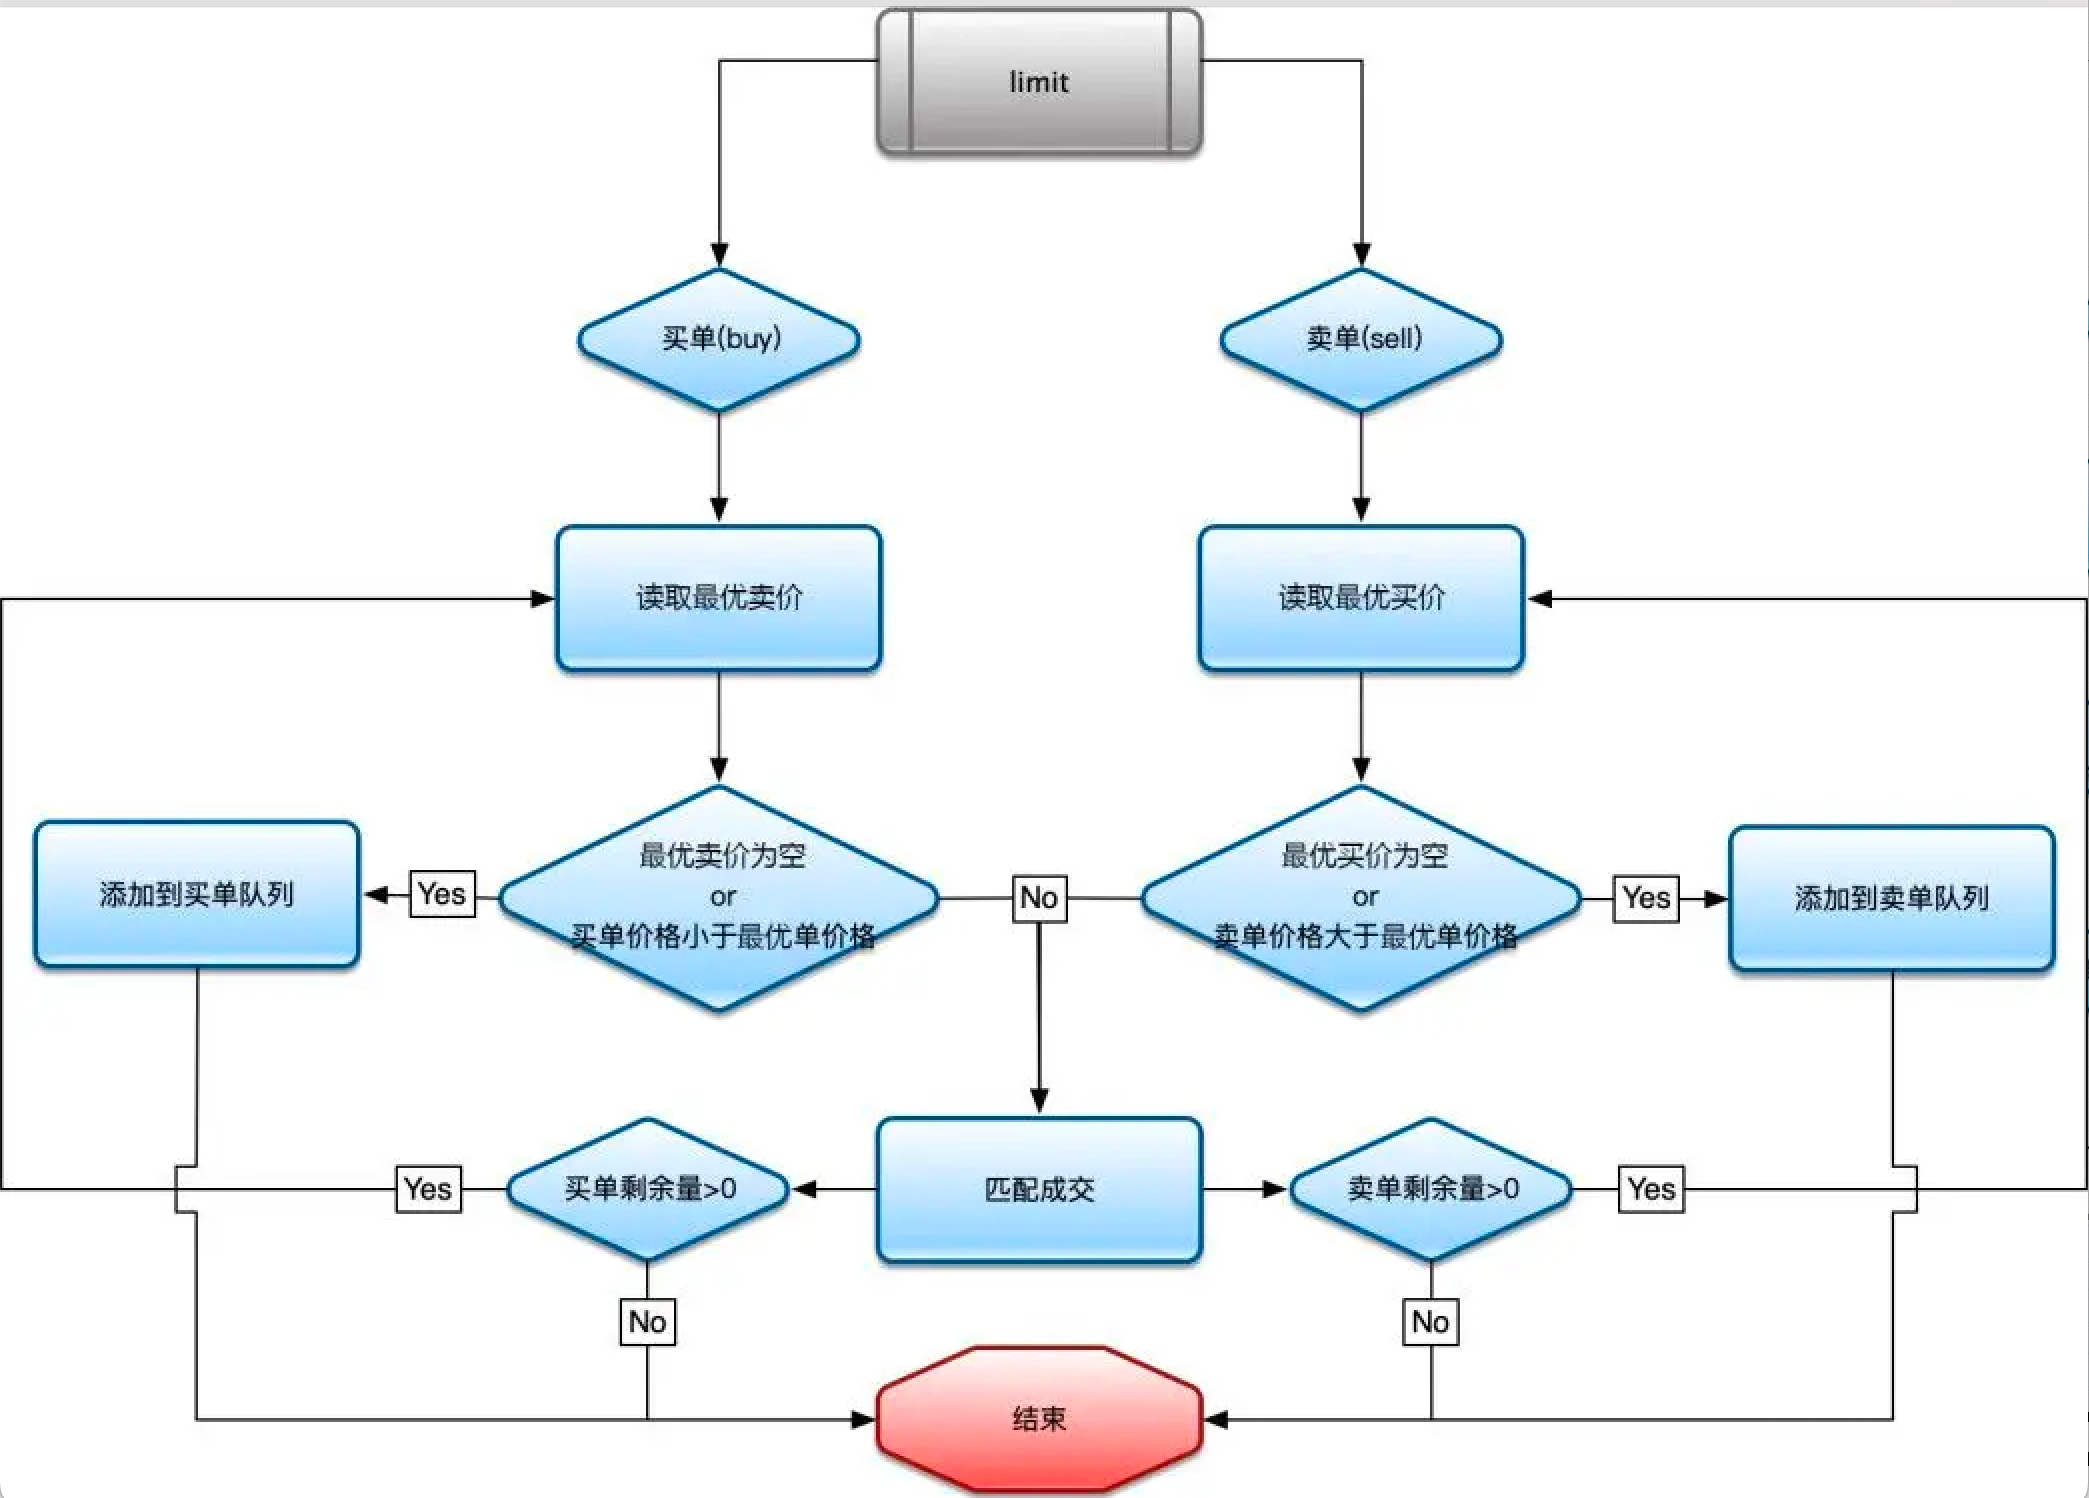 limit
买单(buy)
卖单(sell)
读取最优卖价
读取最优买价
添加到买单队列
Yes
最优卖价为空
or
买单价格小于最优单价格
No
最优买价为空
or
卖单价格大于最优单价格
Yes
添加到卖单队列
Yes
买单剩余量>0
匹配成交
卖单剩余量>0
Yes
No
No
结束